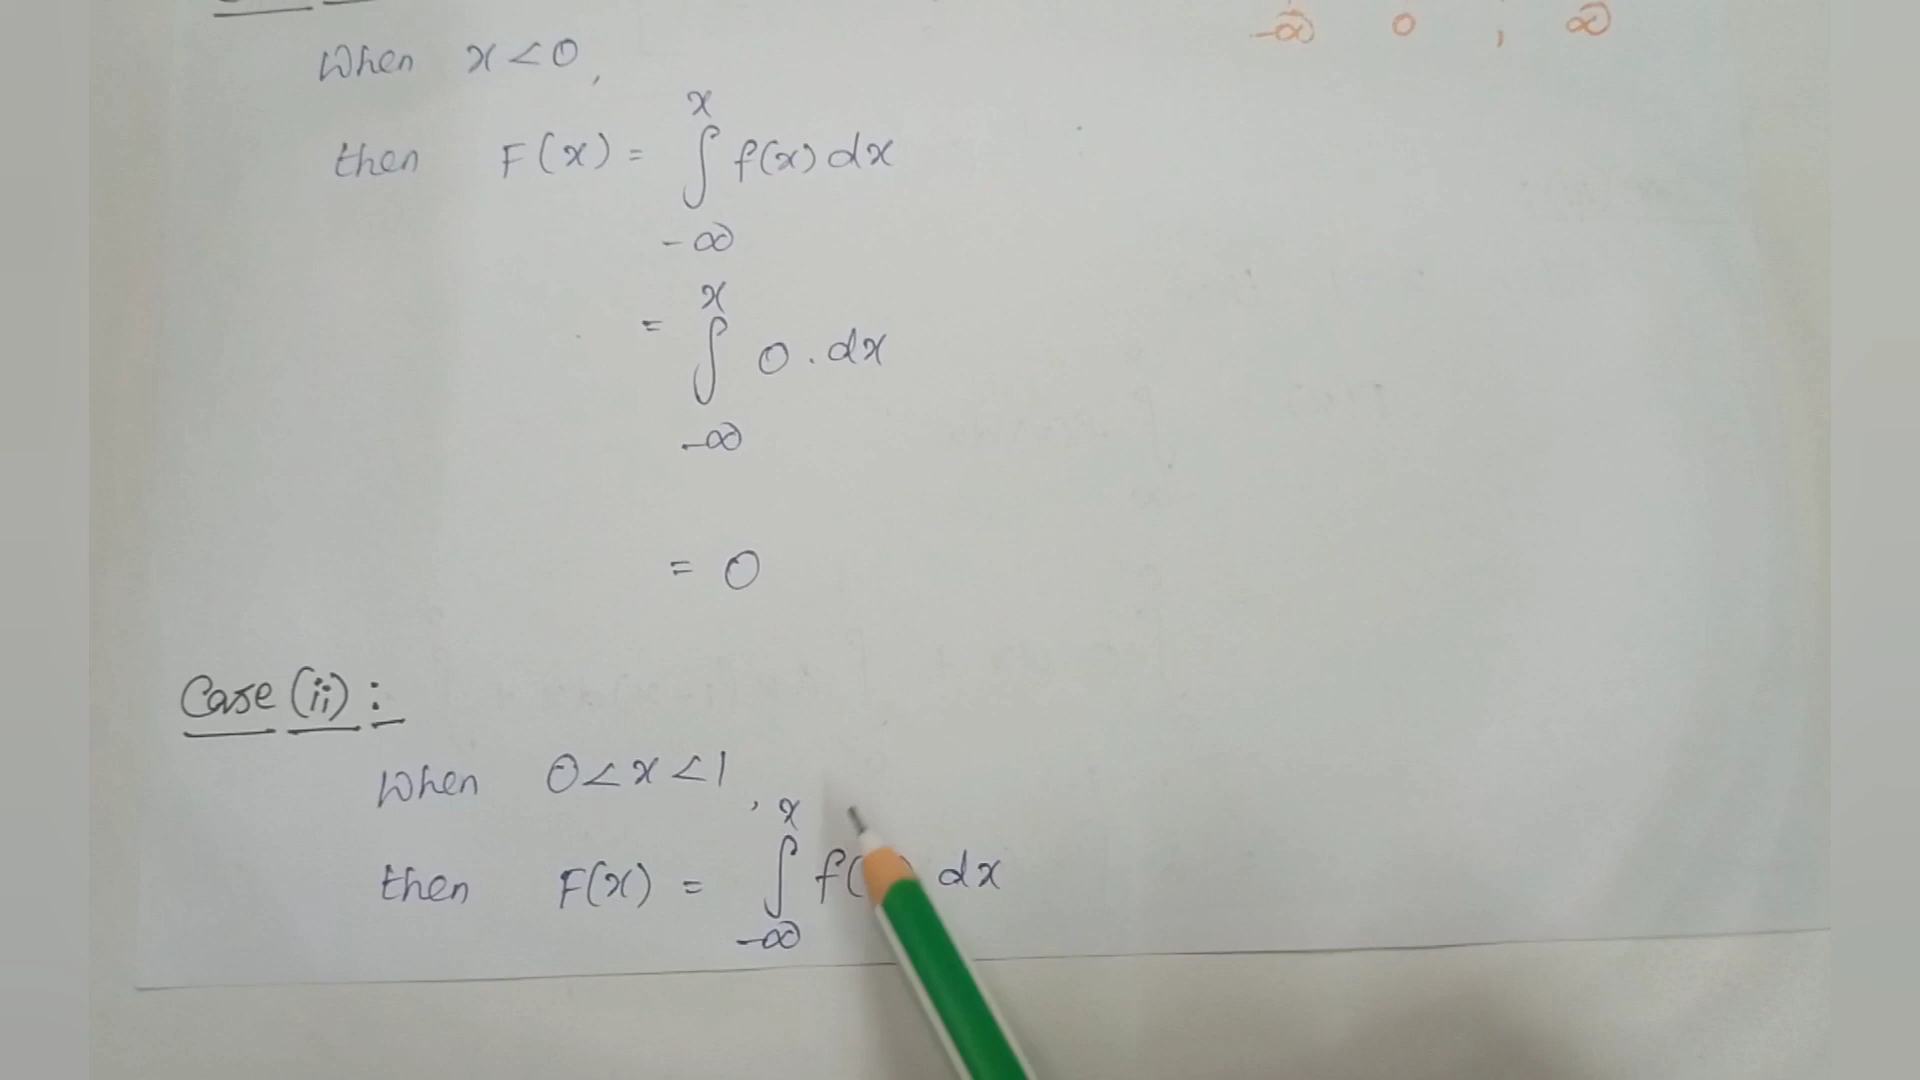 -∞ 0 , ∞
When x<0,
then F(x) = ∫_{-∞}^{x} f(x) dx
= ∫_{-∞}^{x} 0 . dx
= 0
Case (ii) :
When 0<x<1,
then F(x) = ∫_{-∞}^{x} f( ) dx